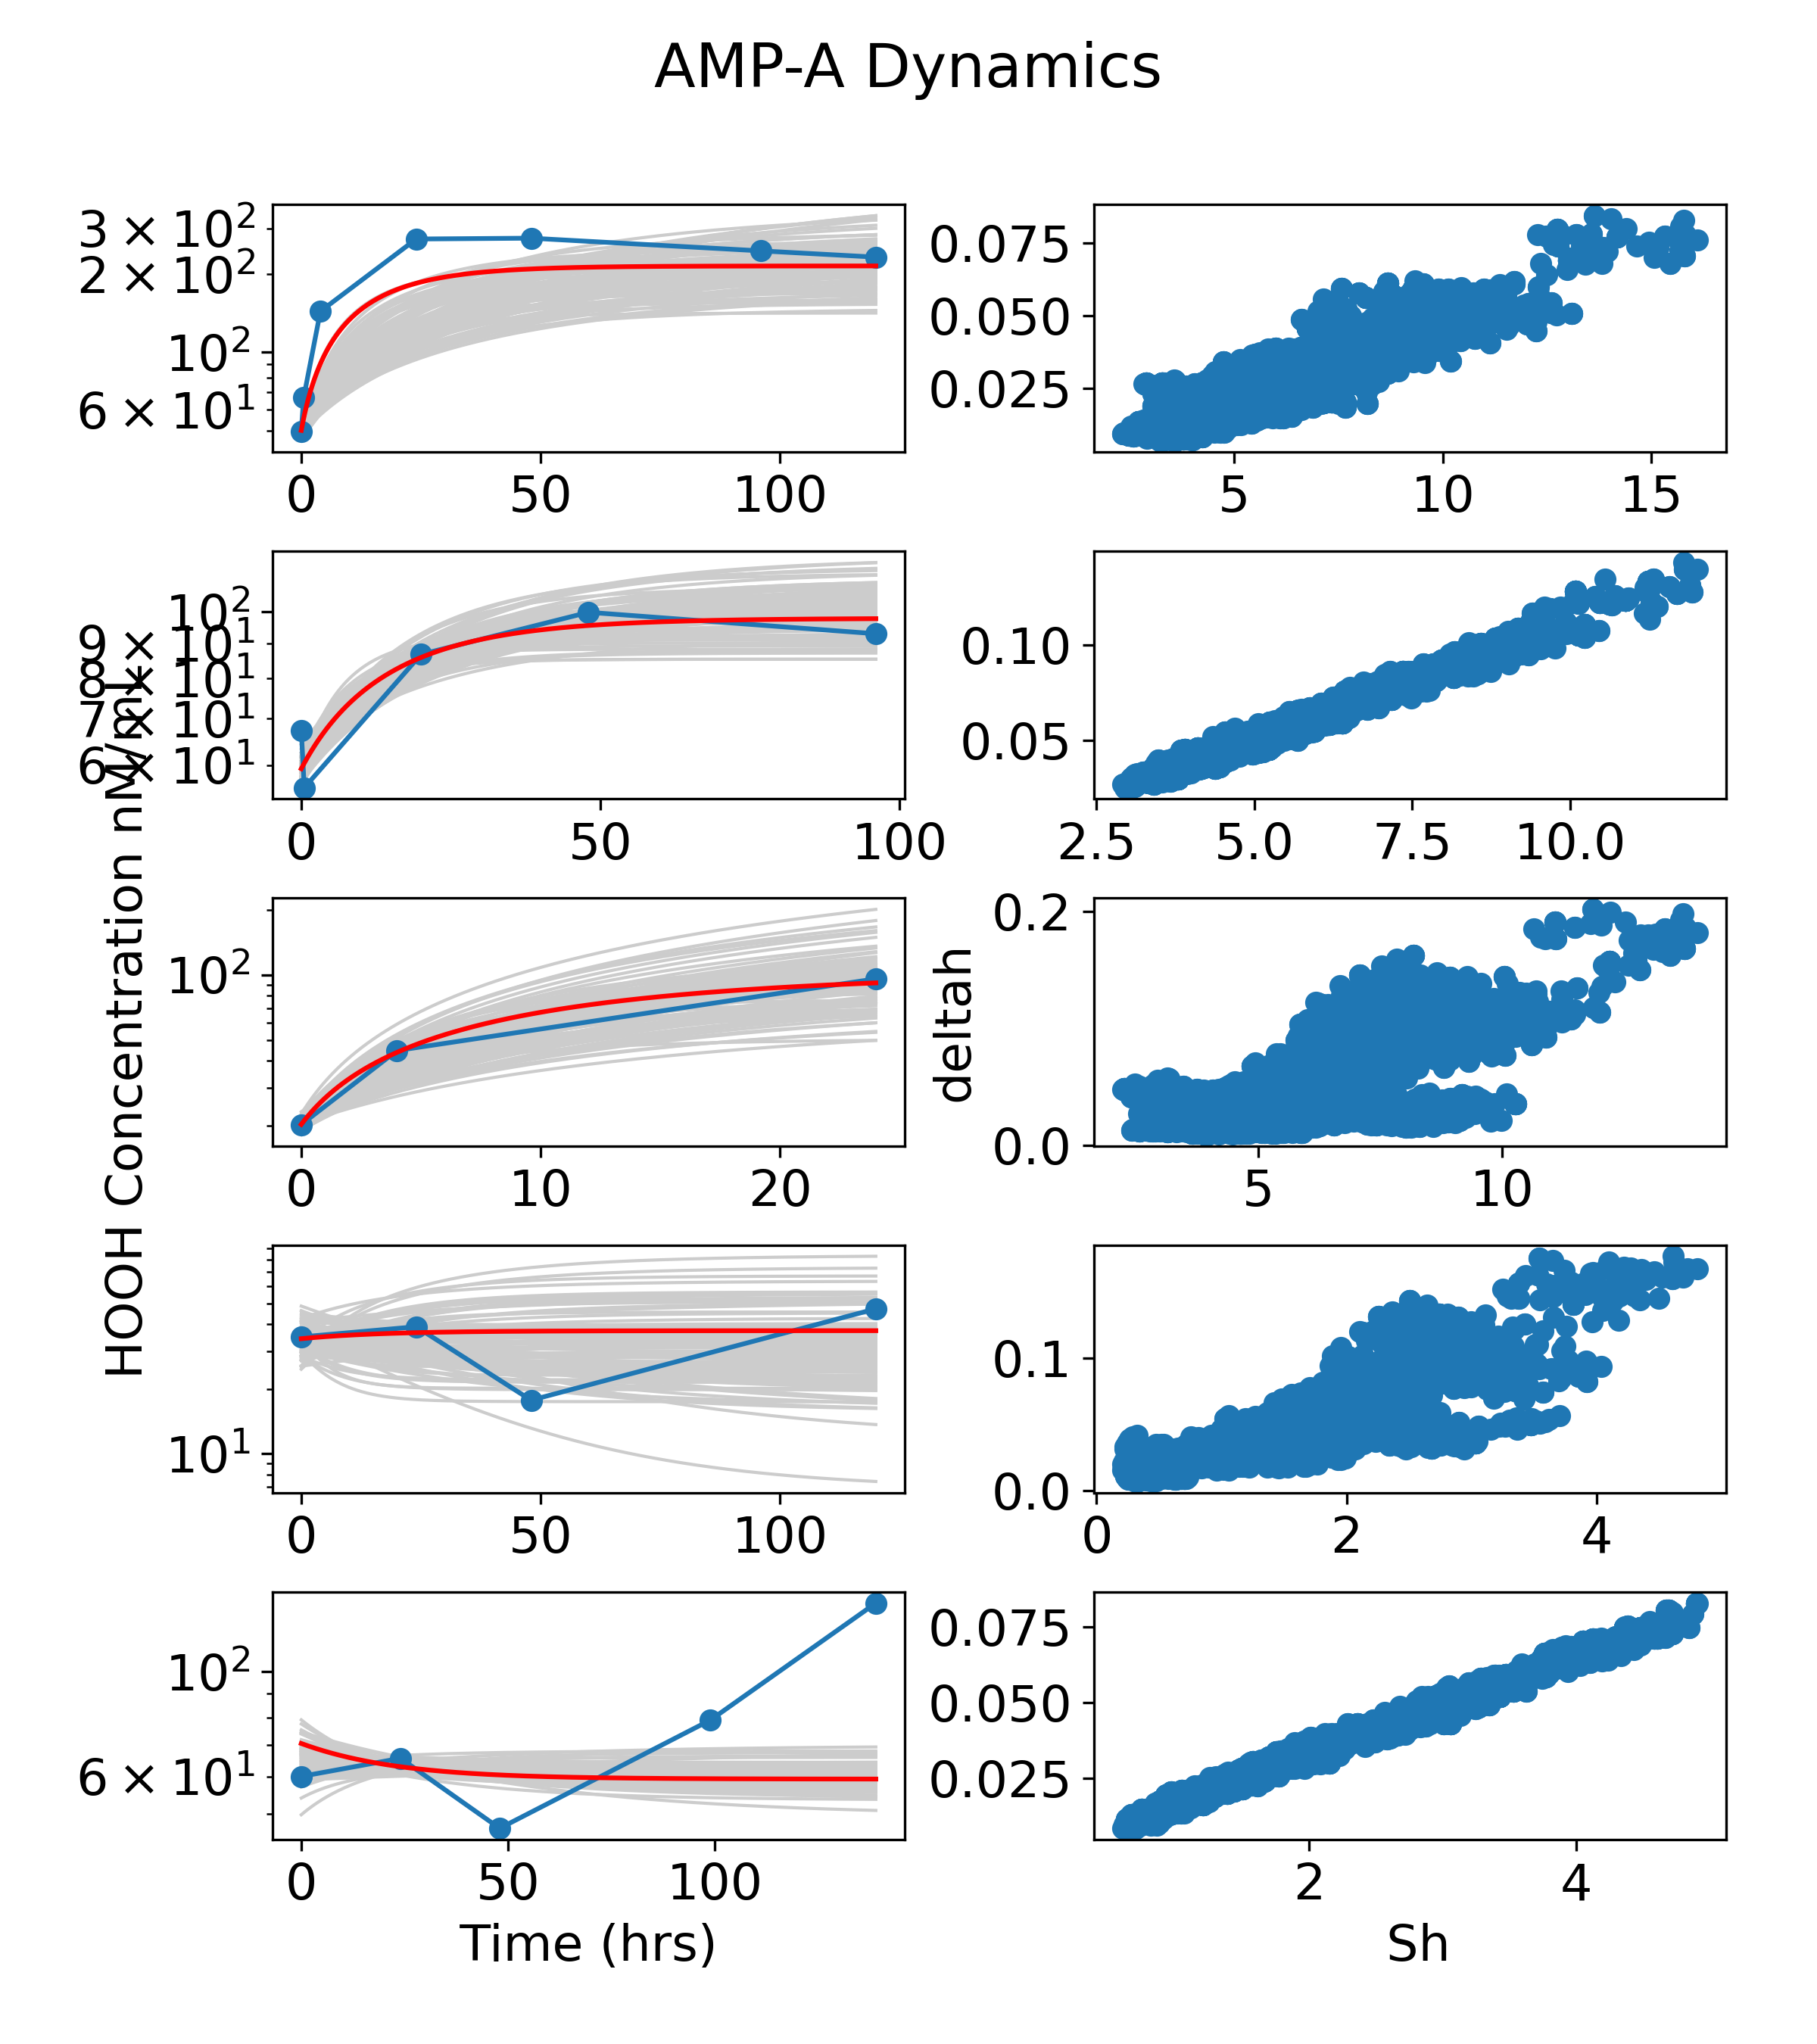 AMP-A Dynamics
3 × 10²
2 × 10²
10²
6 × 10¹
0 50 100
0.075
0.050
0.025
5 10 15
10²
9 × 10¹
8 × 10¹
7 × 10¹
6 × 10¹
0 50 100
0.10
0.05
2.5 5.0 7.5 10.0
HOOH Concentration nM/mL
10²
0 10 20
deltah
0.2
0.0
5 10
10¹
0 50 100
0.1
0.0
0 2 4
10²
6 × 10¹
0 50 100
Time (hrs)
0.075
0.050
0.025
2 4
Sh